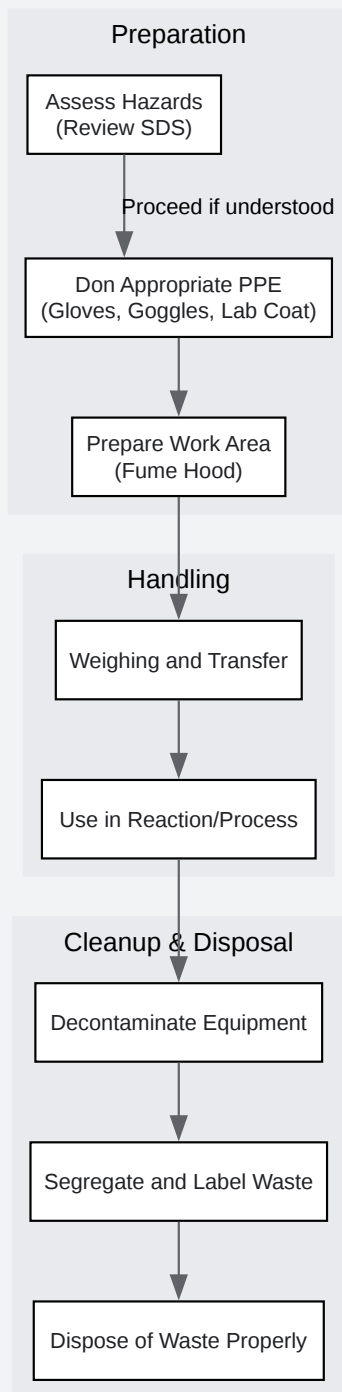 Preparation
Assess Hazards
(Review SDS)
Proceed if understood
Don Appropriate PPE
(Gloves, Goggles, Lab Coat)
Prepare Work Area
(Fume Hood)
Handling
Weighing and Transfer
Use in Reaction/Process
Cleanup & Disposal
Decontaminate Equipment
Segregate and Label Waste
Dispose of Waste Properly